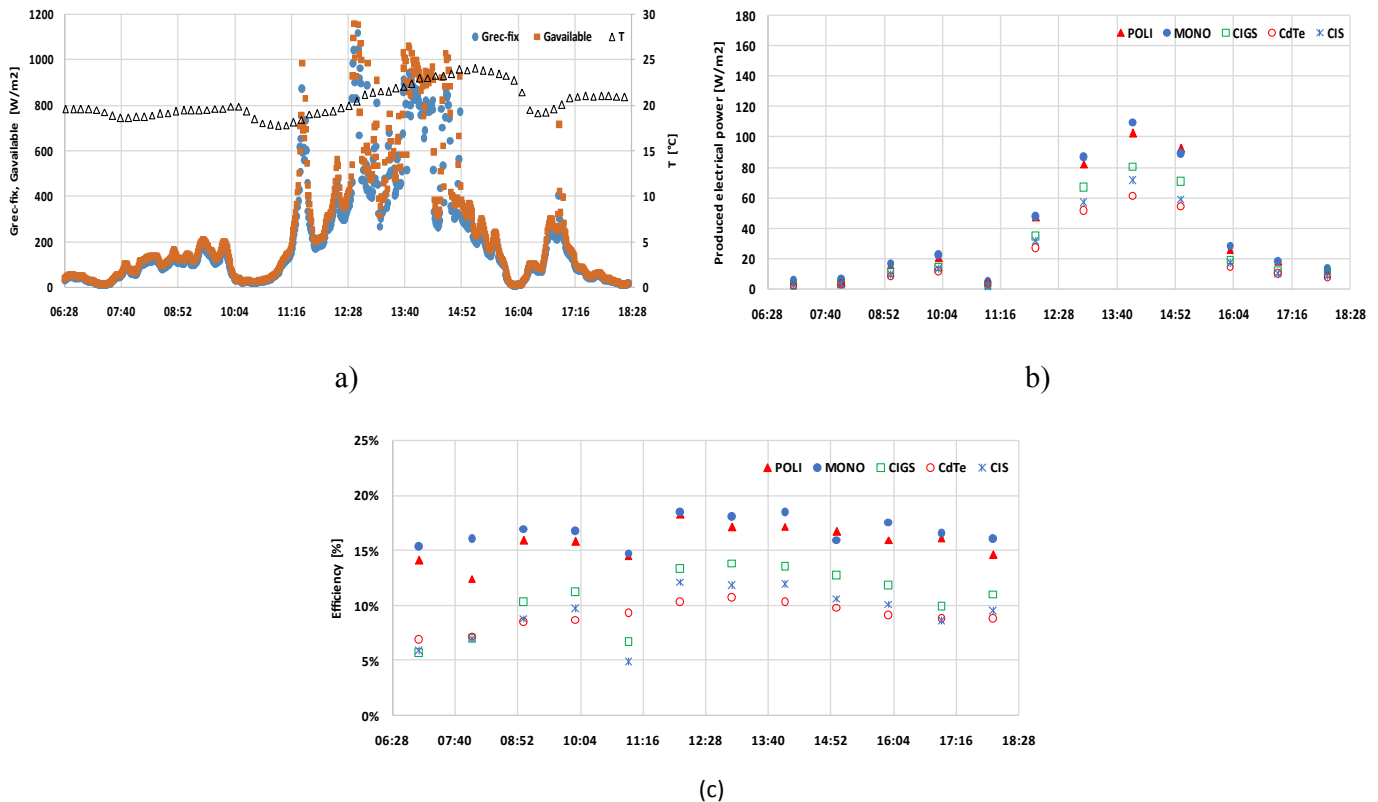 Grec-fix, Gavailable [W/m2]
1200
1000
800
600
400
200
0
Grec-fix Gavailable T
30
25
20
15
10
5
0
T [°C]
06:28 07:40 08:52 10:04 11:16 12:28 13:40 14:52 16:04 17:16 18:28
a)
Produced electrical power [W/m2]
180
160
140
120
100
80
60
40
20
0
POLI MONO CIGS CdTe CIS
06:28 07:40 08:52 10:04 11:16 12:28 13:40 14:52 16:04 17:16 18:28
b)
Efficiency [%]
25%
20%
15%
10%
5%
0%
POLI MONO CIGS CdTe CIS
06:28 07:40 08:52 10:04 11:16 12:28 13:40 14:52 16:04 17:16 18:28
(c)